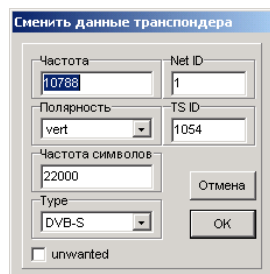 Сменить данные транспондера
Частота
10788
Net ID
1
Полярность
vert
TS ID
1054
Частота символов
22000
Отмена
Type
DVB-S
OK
unwanted